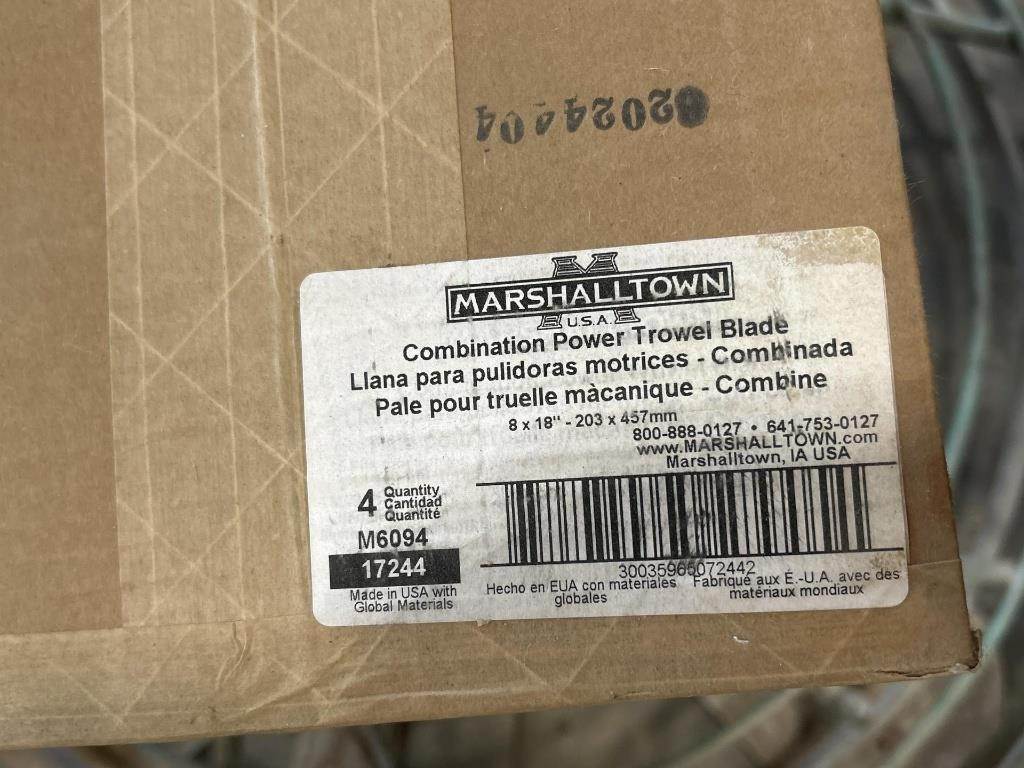 2024404
MARSHALLTOWN
U.S.A.
Combination Power Trowel Blade
Llana para pulidoras motrices - Combinada
Pale pour truelle màcanique - Combine
8 x 18" - 203 x 457mm
800-888-0127 • 641-753-0127
www.MARSHALLTOWN.com
Marshalltown, IA USA
4 Quantity
Cantidad
Quantité
M6094
17244
Made in USA with
Global Materials
30035965072442
Hecho en EUA con materiales
globales
Fabriqué aux É.-U.A. avec des
matériaux mondiaux